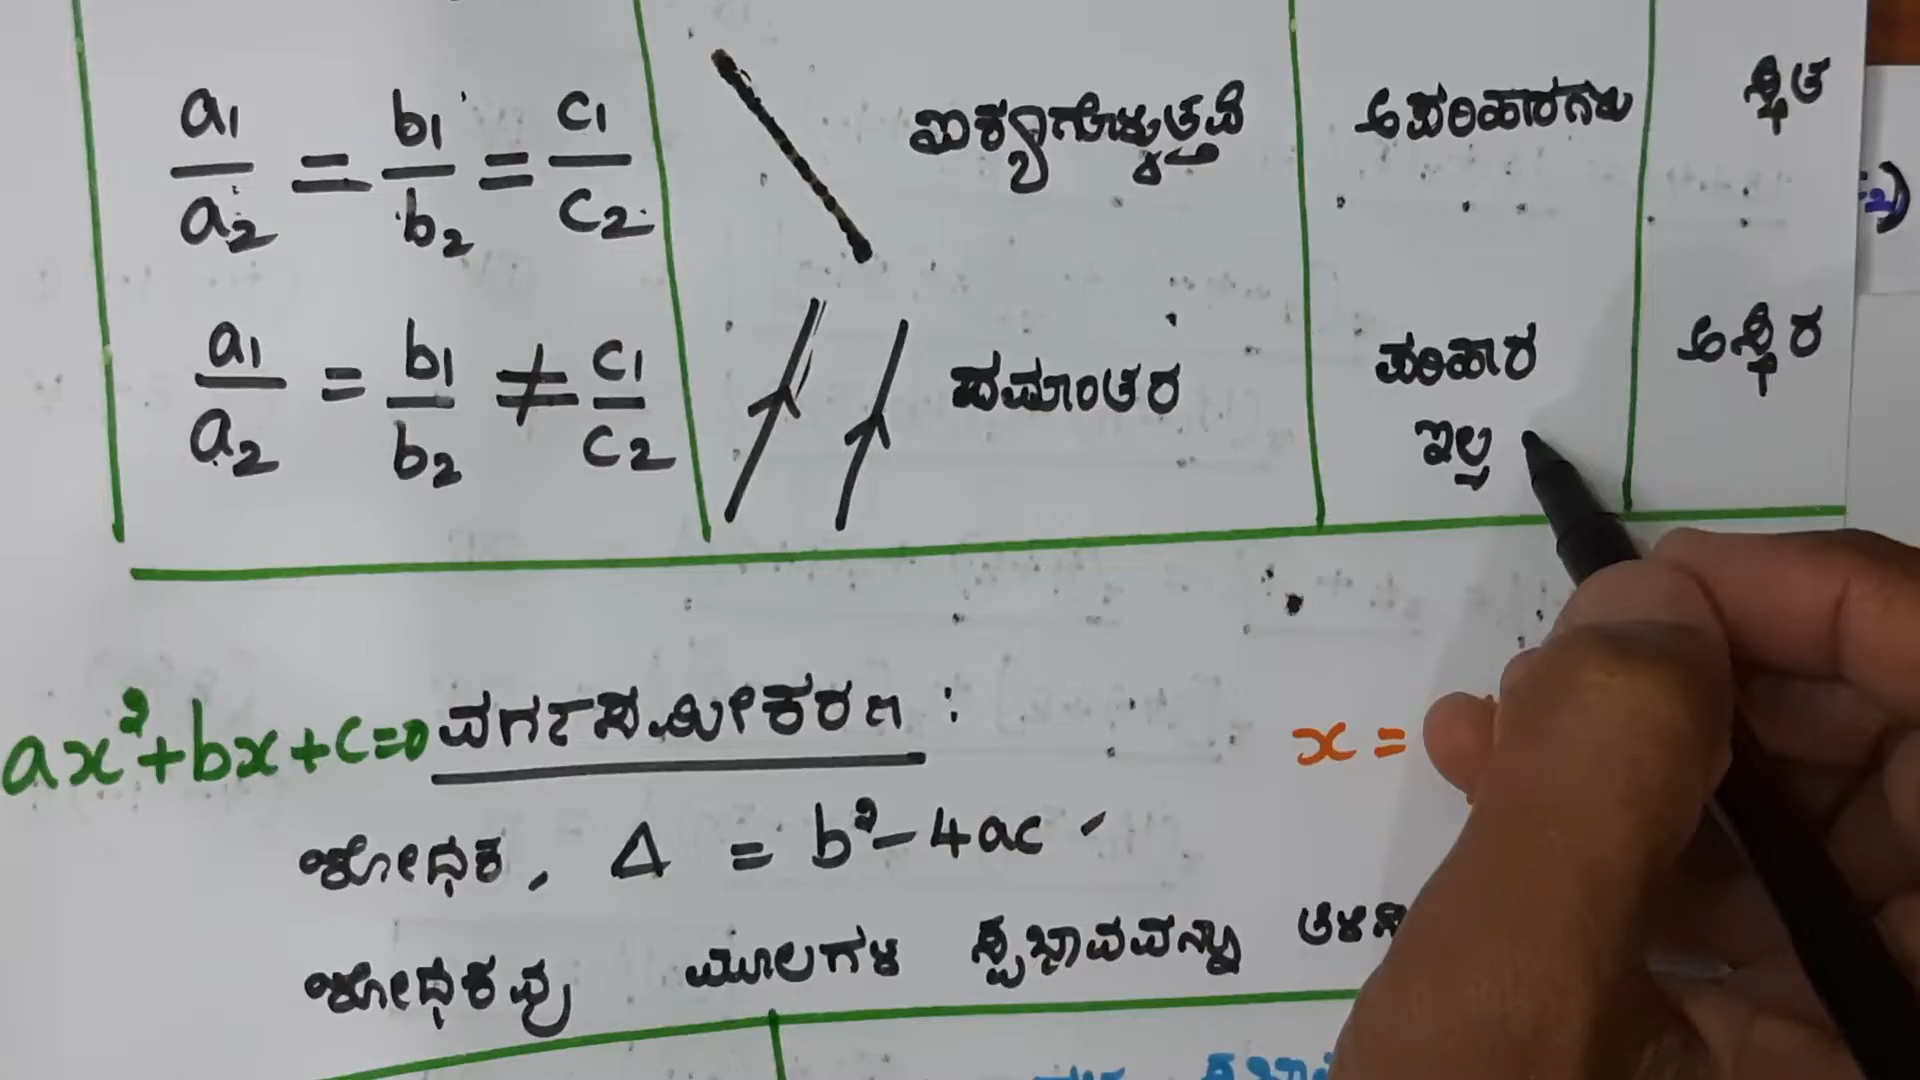 a₁/a₂ = b₁/b₂ = c₁/c₂ ಐಕ್ಯಗೊಳ್ಳುತ್ತವೆ ಅಪರಿಹಾರಗಳು ಸ್ಥಿತ
a₁/a₂ = b₁/b₂ ≠ c₁/c₂ ಸಮಾಂತರ ಪರಿಹಾರ ಅಸ್ಥಿರ
ಇಲ್ಲ
ax²+bx+c=0 ವರ್ಗಸಮೀಕರಣ : x =
ಶೋಧಕ, Δ = b²-4ac
ಶೋಧಕವು ಮೂಲಗಳ ಸ್ವಭಾವವನ್ನು